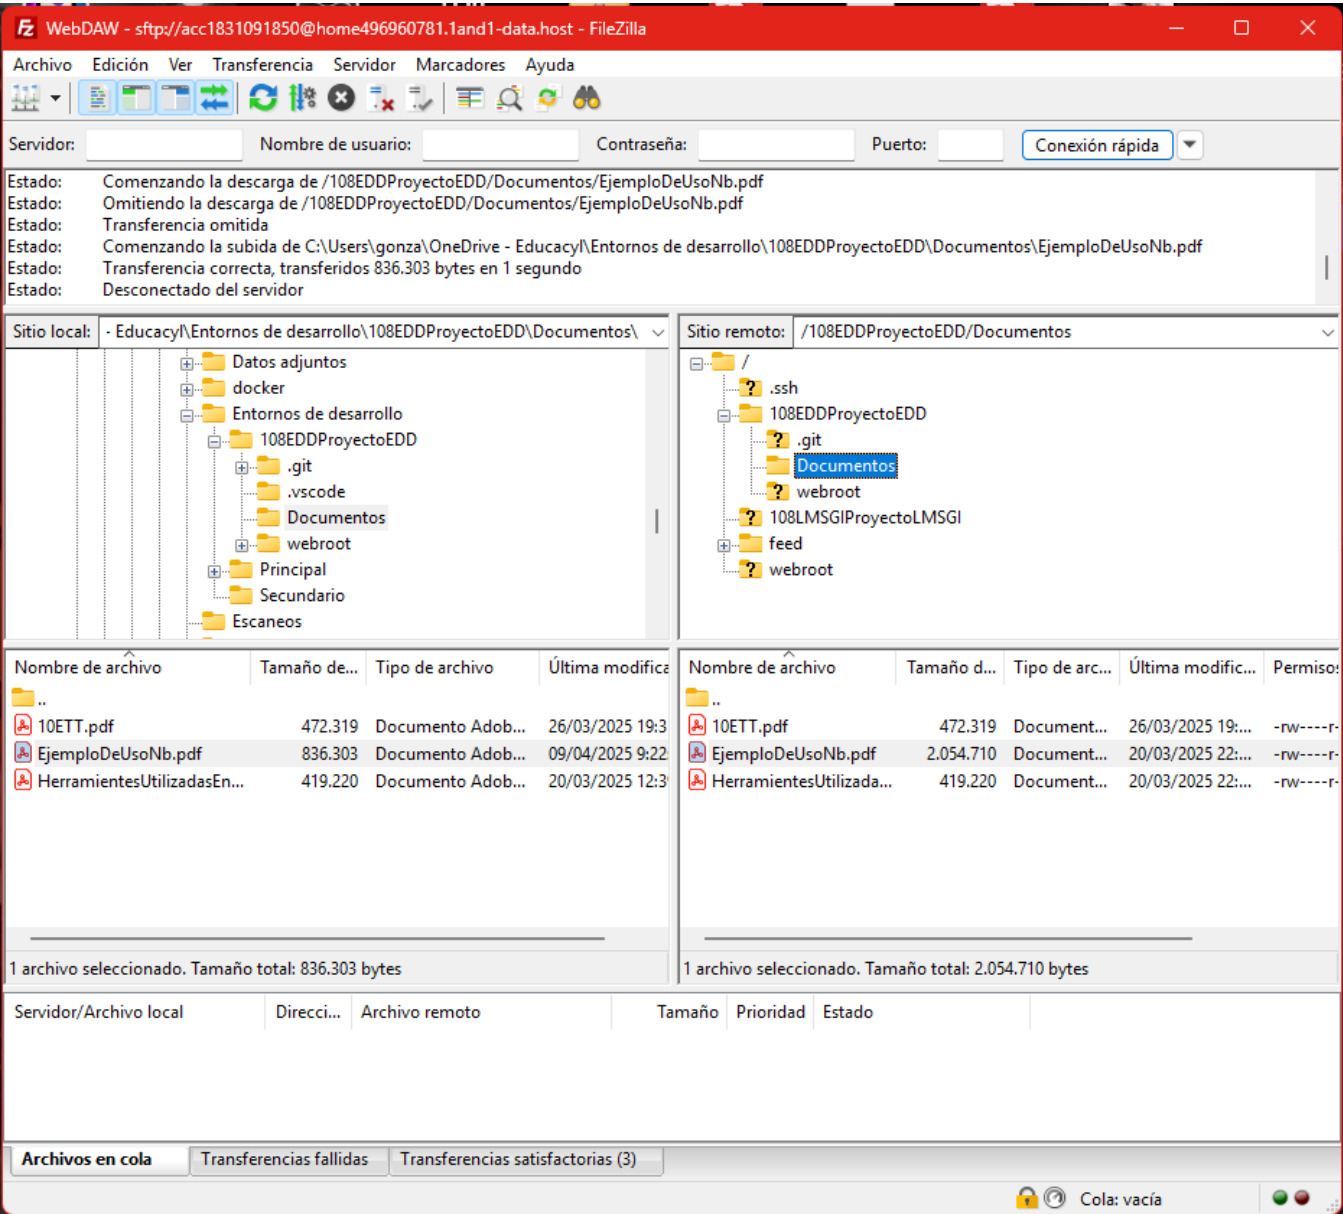 WebDAW - sftp://acc1831091850@home496960781.1and1-data.host - FileZilla
Archivo Edición Ver Transferencia Servidor Marcadores Ayuda
Servidor: Nombre de usuario: Contraseña: Puerto: Conexión rápida
Estado: Comenzando la descarga de /108EDDProyectoEDD/Documentos/EjemploDeUsoNb.pdf
Estado: Omitiendo la descarga de /108EDDProyectoEDD/Documentos/EjemploDeUsoNb.pdf
Estado: Transferencia omitida
Estado: Comenzando la subida de C:\Users\gonza\OneDrive - Educacyl\Entornos de desarrollo\108EDDProyectoEDD\Documentos\EjemploDeUsoNb.pdf
Estado: Transferencia correcta, transferidos 836.303 bytes en 1 segundo
Estado: Desconectado del servidor
Sitio local: - Educacyl\Entornos de desarrollo\108EDDProyectoEDD\Documentos\
Datos adjuntos
docker
Entornos de desarrollo
108EDDProyectoEDD
.git
.vscode
Documentos
webroot
Principal
Secundario
Escaneos
Sitio remoto: /108EDDProyectoEDD/Documentos
/
.ssh
108EDDProyectoEDD
.git
Documentos
webroot
108LMSGIProyectoLMSGI
feed
webroot
Nombre de archivo Tamaño de... Tipo de archivo Última modifica
..
10ETT.pdf 472.319 Documento Adob... 26/03/2025 19:3
EjemploDeUsoNb.pdf 836.303 Documento Adob... 09/04/2025 9:22:
HerramientesUtilizadasEn... 419.220 Documento Adob... 20/03/2025 12:3
1 archivo seleccionado. Tamaño total: 836.303 bytes
Nombre de archivo Tamaño d... Tipo de arc... Última modific... Permisos
..
10ETT.pdf 472.319 Document... 26/03/2025 19:... -rw----r-
EjemploDeUsoNb.pdf 2.054.710 Document... 20/03/2025 22:... -rw----r-
HerramientesUtilizada... 419.220 Document... 20/03/2025 22:... -rw----r-
1 archivo seleccionado. Tamaño total: 2.054.710 bytes
Servidor/Archivo local Direcci... Archivo remoto Tamaño Prioridad Estado
Archivos en cola Transferencias fallidas Transferencias satisfactorias (3)
Cola: vacía